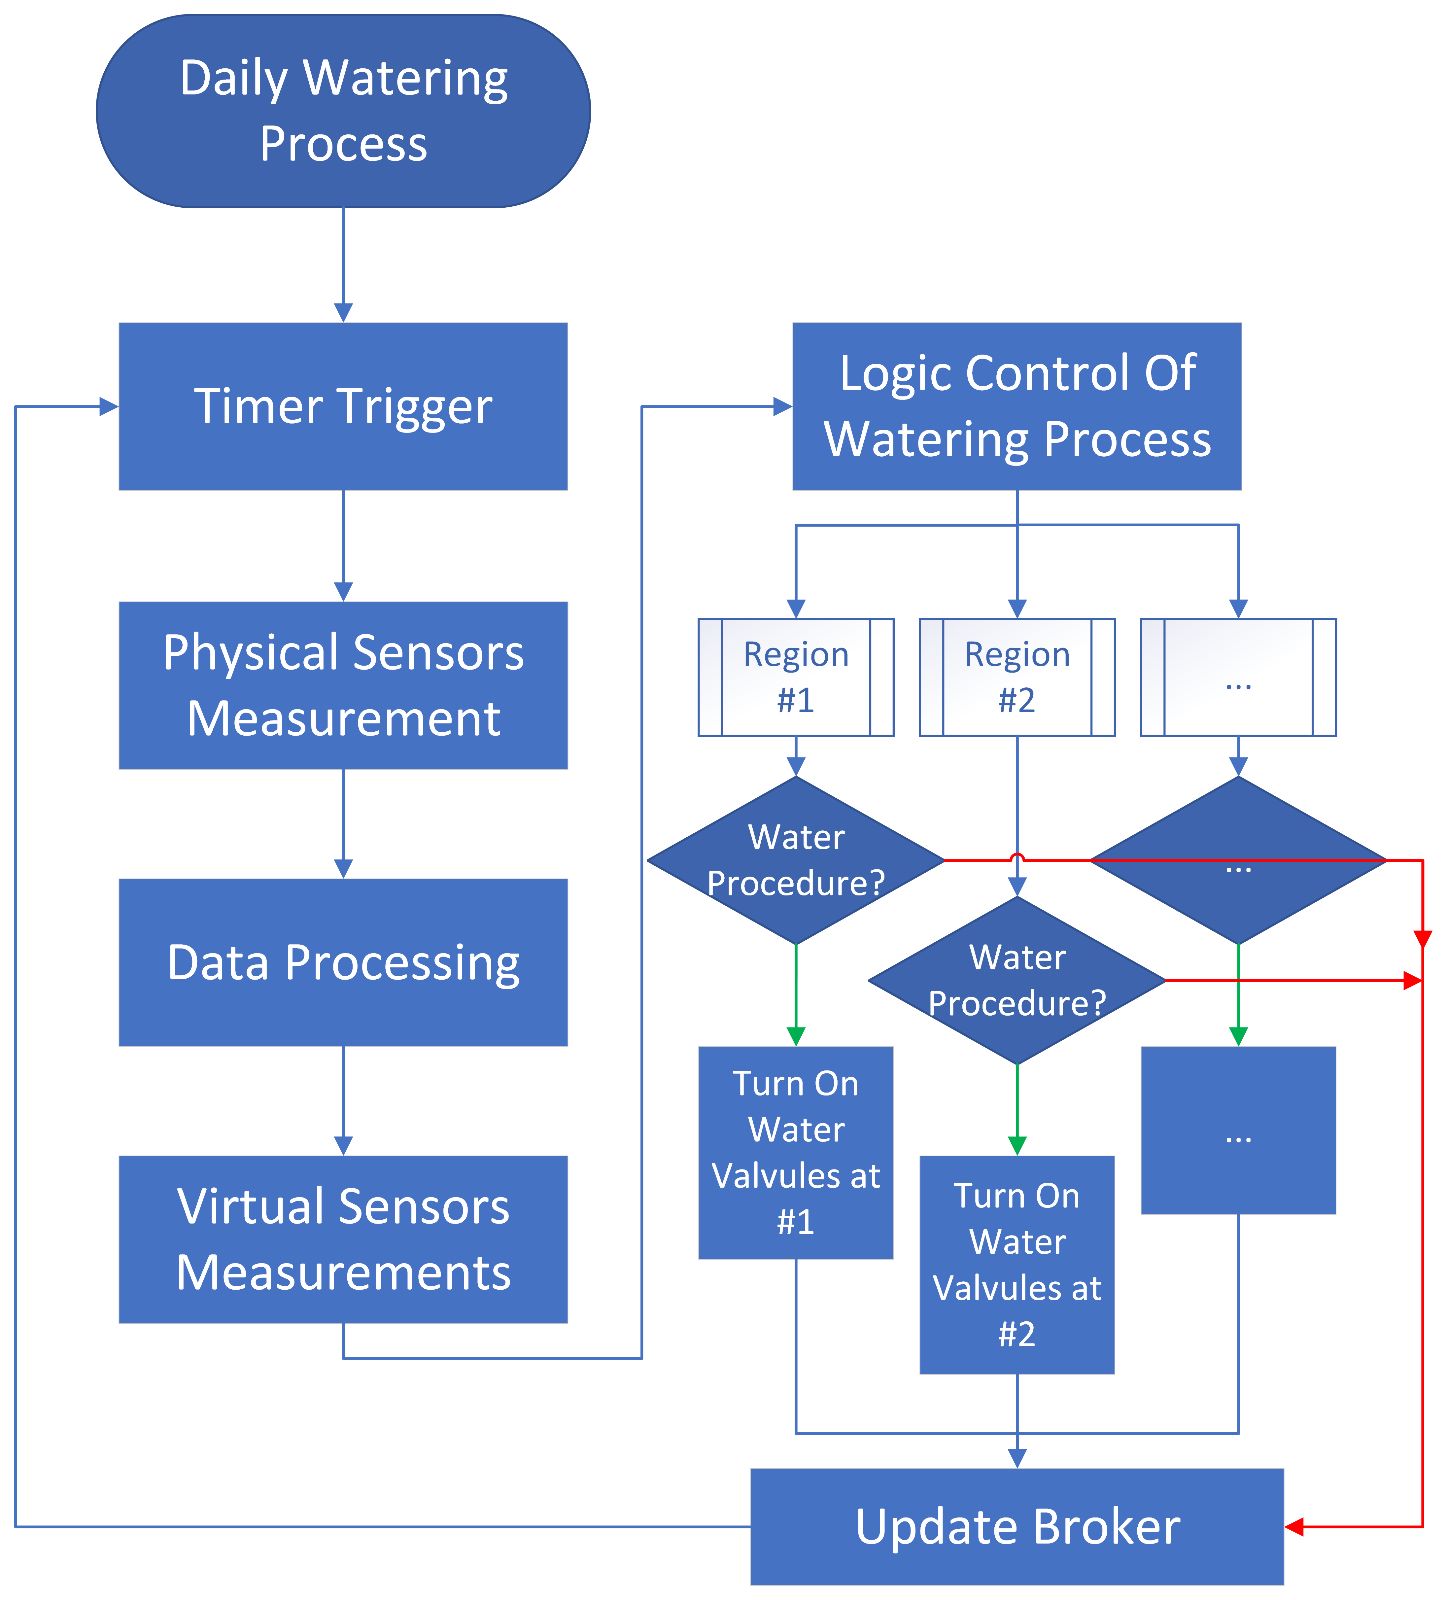 Daily Watering
Process
Timer Trigger
Physical Sensors
Measurement
Data Processing
Virtual Sensors
Measurements
Logic Control Of
Watering Process
Region
#1
Region
#2
...
Water
Procedure?
Water
Procedure?
...
Turn On
Water
Valvules at
#1
Turn On
Water
Valvules at
#2
...
Update Broker